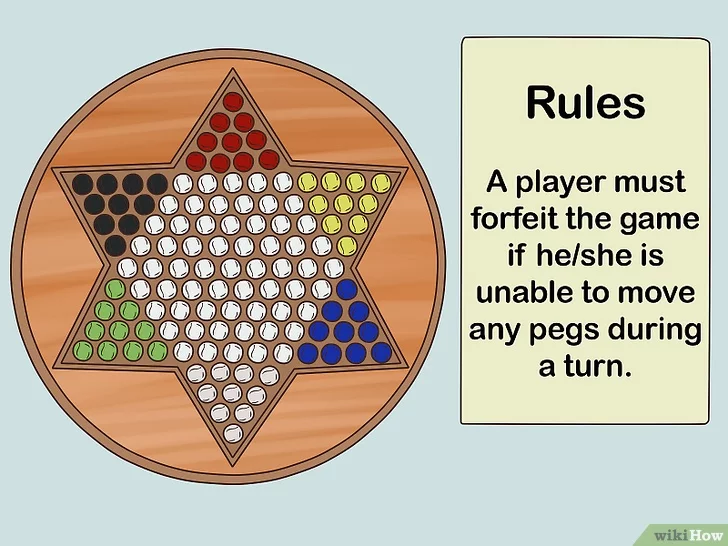 Rules
A player must
forfeit the game
if he/she is
unable to move
any pegs during
a turn.
wikiHow